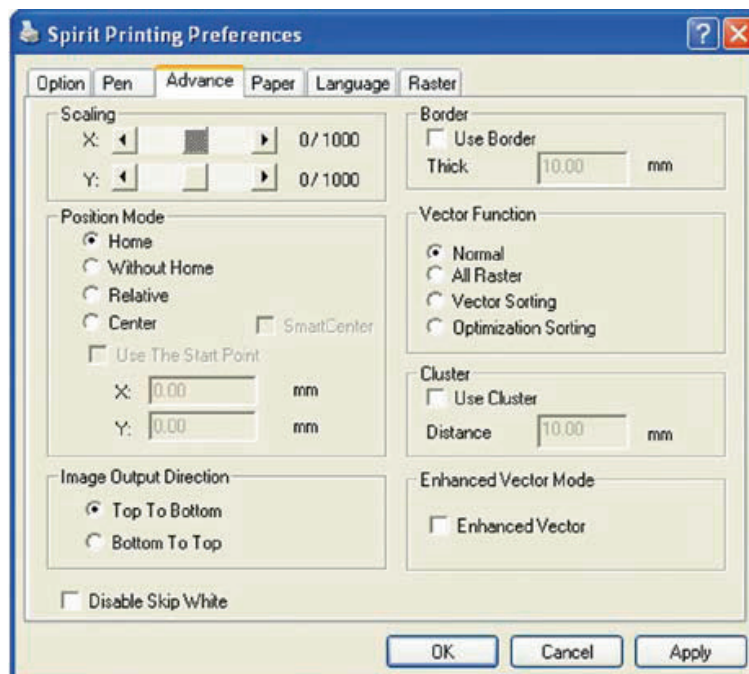 Spirit Printing Preferences
Option Pen Advance Paper Language Raster
Scaling
X: 0/1000
Y: 0/1000
Position Mode
Home
Without Home
Relative
Center SmartCenter
Use The Start Point
X: 0.00 mm
Y: 0.00 mm
Image Output Direction
Top To Bottom
Bottom To Top
Disable Skip White
Border
Use Border
Thick 10.00 mm
Vector Function
Normal
All Raster
Vector Sorting
Optimization Sorting
Cluster
Use Cluster
Distance 10.00 mm
Enhanced Vector Mode
Enhanced Vector
OK Cancel Apply